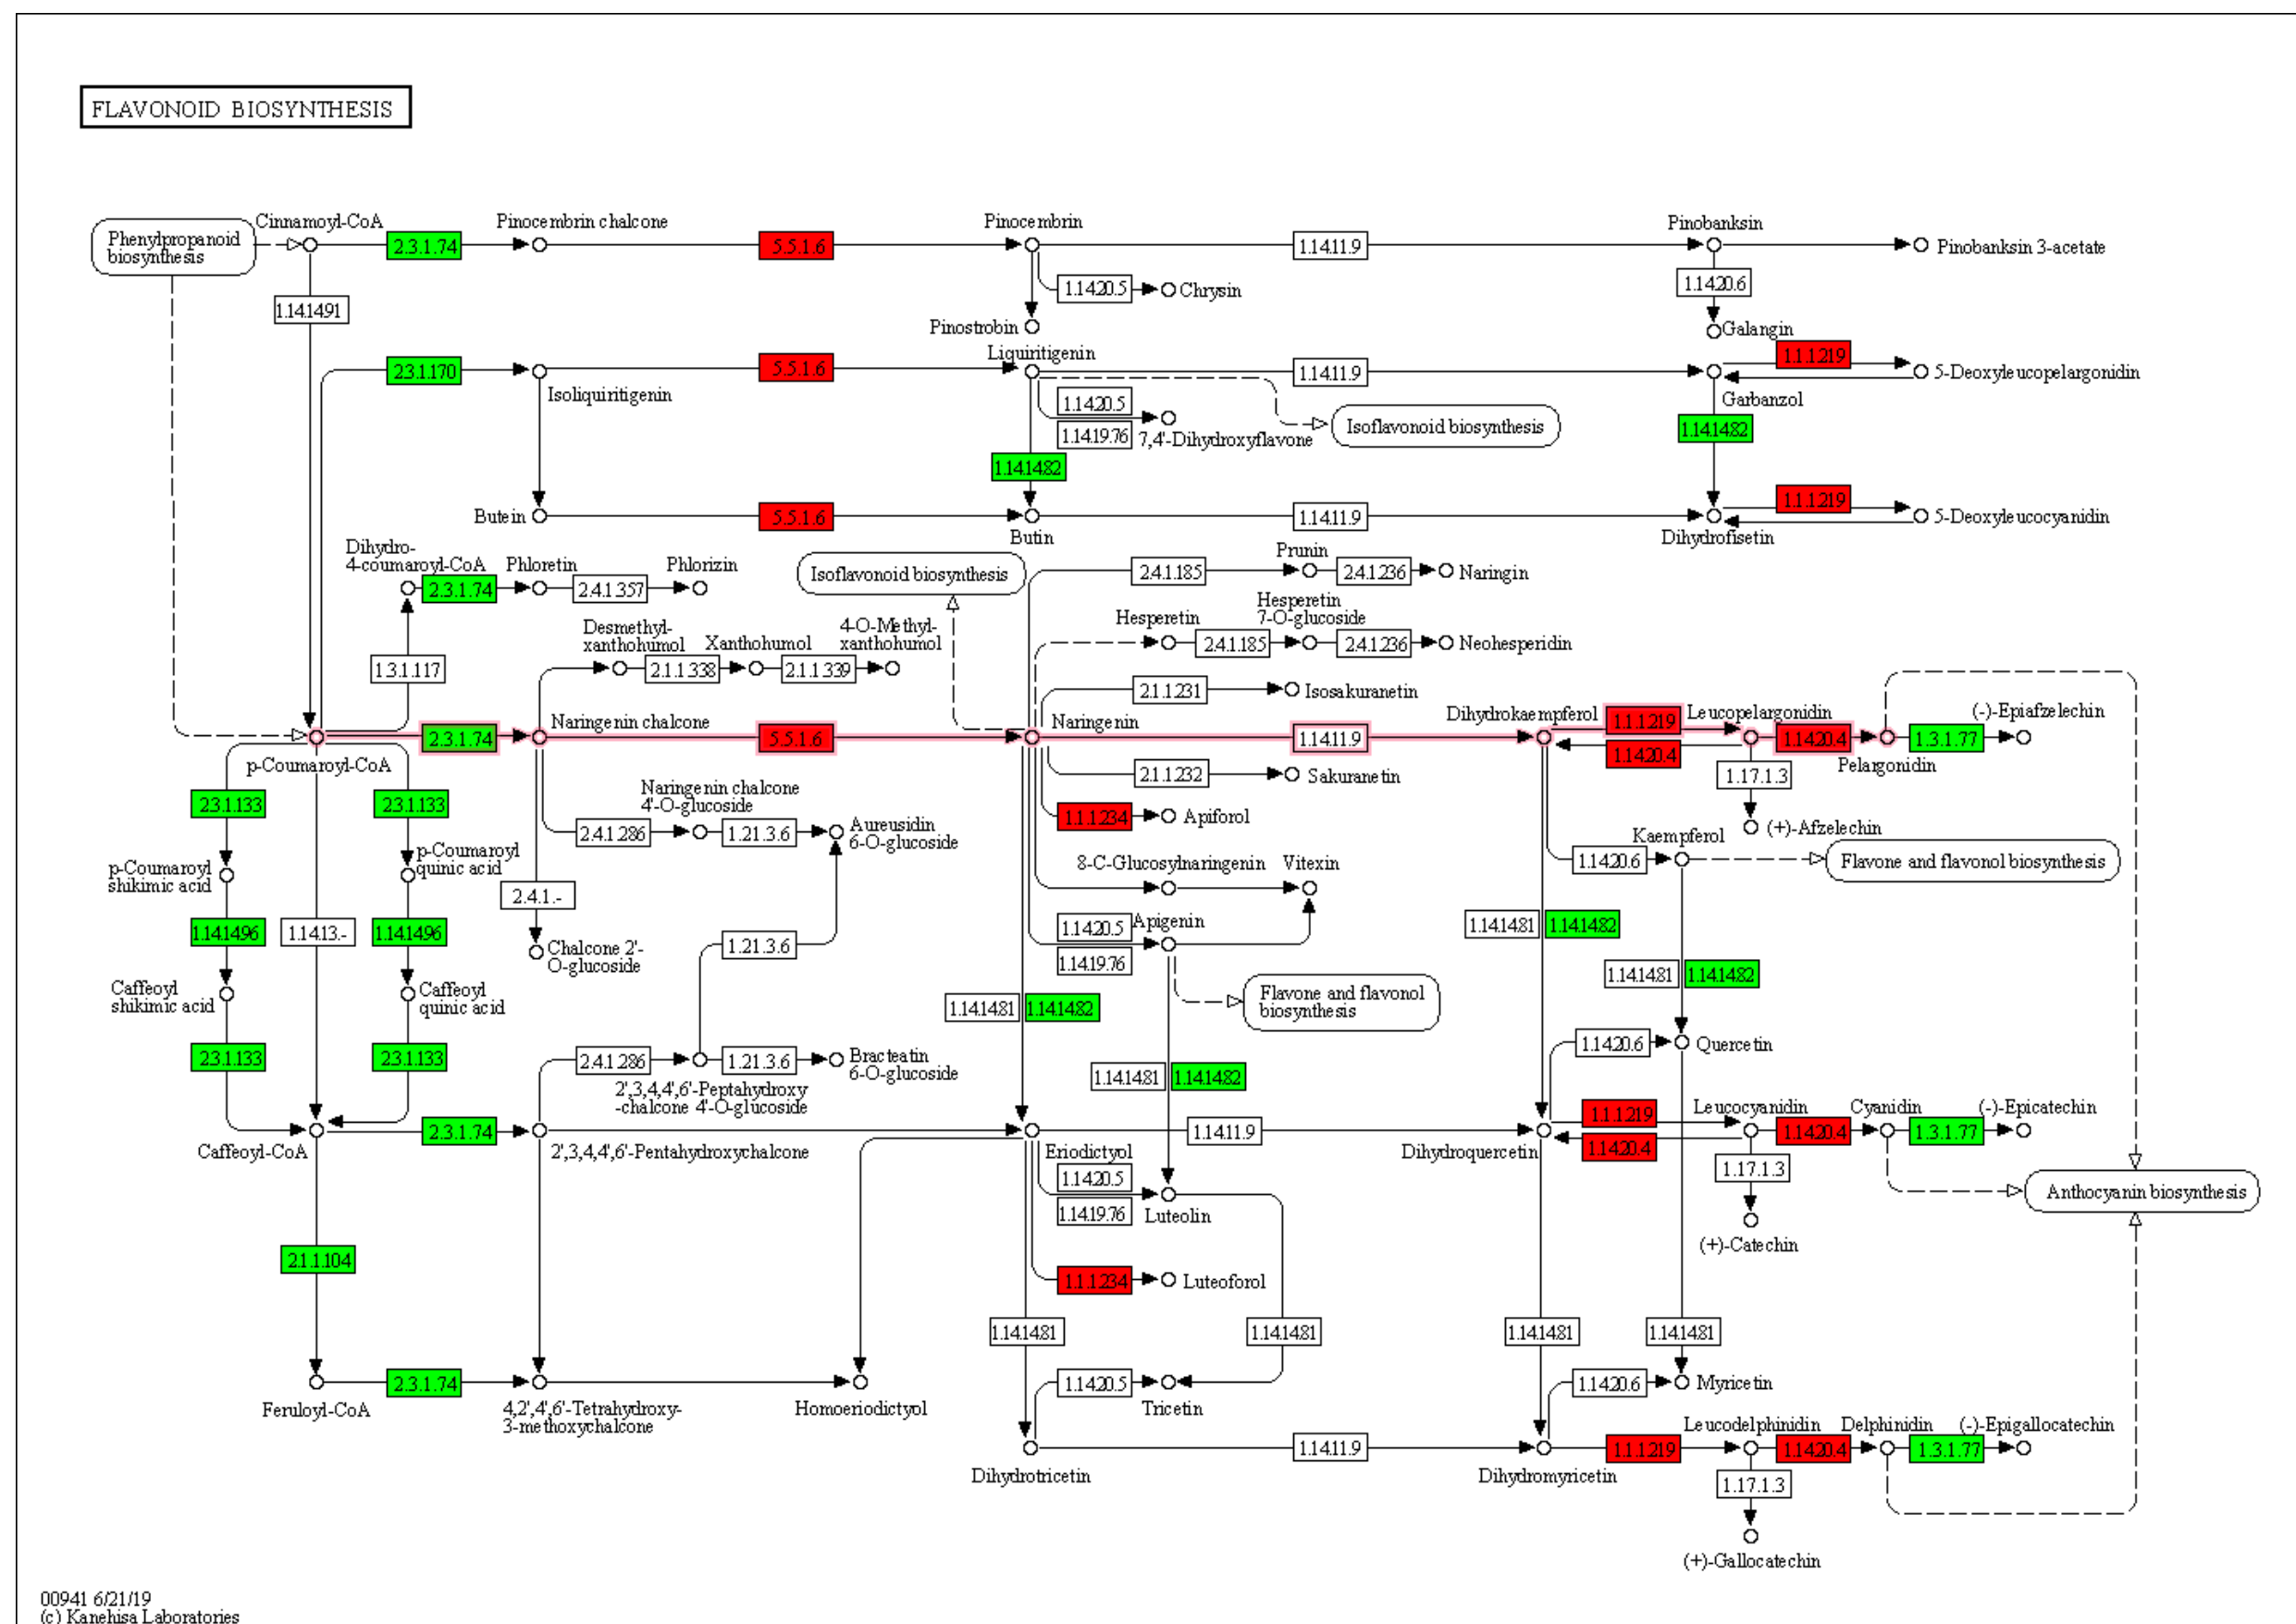 FLAVONOID BIOSYNTHESIS
Phenylpropanoid
biosynthesis
Cinnamoyl-CoA
2.3.1.74
Pinocembrin chalcone
5.5.1.6
Pinocembrin
1.14.11.9
Pinobanksin
Pinobanksin 3-acetate
1.14.14.91
1.14.20.5
Chrysin
1.14.20.6
Pinostrobin
Galangin
2.3.1.170
Isoliquiritigenin
5.5.1.6
Liquiritigenin
1.14.11.9
1.1.1.219
5-Deoxyleucopelargonidin
Garbanzol
1.14.20.5
1.14.19.76
7,4'-Dihydroxyflavone
Isoflavonoid biosynthesis
1.14.14.82
1.14.14.82
Butein
5.5.1.6
Butin
1.14.11.9
Dihydrofisetin
1.1.1.219
5-Deoxyleucocyanidin
Dihydro-
4-coumaroyl-CoA
2.3.1.74
Phloretin
2.4.1.357
Phlorizin
Isoflavonoid biosynthesis
2.4.1.185
Prunin
2.4.1.236
Naringin
Desmethyl-
xanthohumol
2.1.1.338
Xanthohumol
2.1.1.339
4-O-Methyl-
xanthohumol
Hesperetin
2.4.1.185
Hesperetin
7-O-glucoside
2.4.1.236
Neohesperidin
1.3.1.117
2.1.1.231
Isosakuranetin
p-Coumaroyl-CoA
2.3.1.74
Naringenin chalcone
5.5.1.6
Naringenin
1.14.11.9
Dihydrokaempferol
1.1.1.219
1.14.20.4
Leucopelargonidin
1.14.20.4
Pelargonidin
1.3.1.77
(-)-Epiafzelechin
2.1.1.232
Sakuranetin
1.17.1.3
(+)-Afzelechin
2.3.1.133
2.3.1.133
Naringenin chalcone
4'-O-glucoside
2.4.1.286
1.21.3.6
Aureusidin
6-O-glucoside
1.1.1.234
Apiforol
Kaempferol
1.14.20.6
Flavone and flavonol biosynthesis
p-Coumaroyl
shikimic acid
p-Coumaroyl
quinic acid
8-C-Glucosylnaringenin
Vitexin
2.4.1.-
1.14.14.96
1.14.13.-
1.14.14.96
Chalcone 2'-
O-glucoside
1.21.3.6
1.14.20.5
1.14.19.76
Apigenin
1.14.14.81
1.14.14.82
1.14.14.81
1.14.14.82
Caffeoyl
shikimic acid
Caffeoyl
quinic acid
1.14.14.81
1.14.14.82
Flavone and flavonol
biosynthesis
2.3.1.133
2.3.1.133
2.4.1.286
1.21.3.6
Bracteatin
6-O-glucoside
2',3,4,4',6'-Peptahydroxy
-chalcone 4'-O-glucoside
1.14.14.81
1.14.14.82
1.14.20.6
Quercetin
Caffeoyl-CoA
2.3.1.74
2',3,4,4',6'-Pentahydroxychalcone
Eriodictyol
1.14.11.9
Dihydroquercetin
1.1.1.219
1.14.20.4
Leucocyanidin
1.14.20.4
Cyanidin
1.3.1.77
(-)-Epicatechin
1.14.20.5
1.14.19.76
Luteolin
1.17.1.3
(+)-Catechin
Anthocyanin biosynthesis
2.1.1.104
1.1.1.234
Luteoforol
1.14.14.81
1.14.14.81
1.14.14.81
1.14.14.81
Feruloyl-CoA
2.3.1.74
4,2',4',6'-Tetrahydroxy-
3-methoxychalcone
Homoeriodictyol
1.14.20.5
Tricetin
1.14.20.6
Myricetin
Dihydrotricetin
1.14.11.9
Dihydromyricetin
1.1.1.219
Leucodelphinidin
1.14.20.4
Delphinidin
1.3.1.77
(-)-Epigallocatechin
1.17.1.3
(+)-Gallocatechin
00941 6/21/19
(c) Kanehisa Laboratories